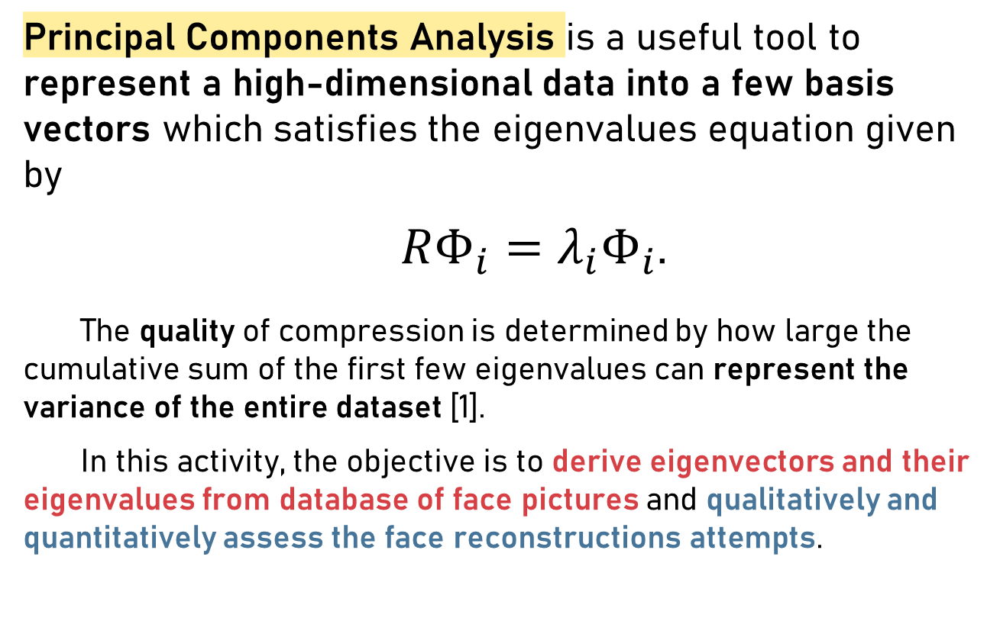 Principal Components Analysis is a useful tool to
represent a high-dimensional data into a few basis
vectors which satisfies the eigenvalues equation given
by
RΦᵢ = λᵢΦᵢ.
The quality of compression is determined by how large the
cumulative sum of the first few eigenvalues can represent the
variance of the entire dataset [1].
In this activity, the objective is to derive eigenvectors and their
eigenvalues from database of face pictures and qualitatively and
quantitatively assess the face reconstructions attempts.